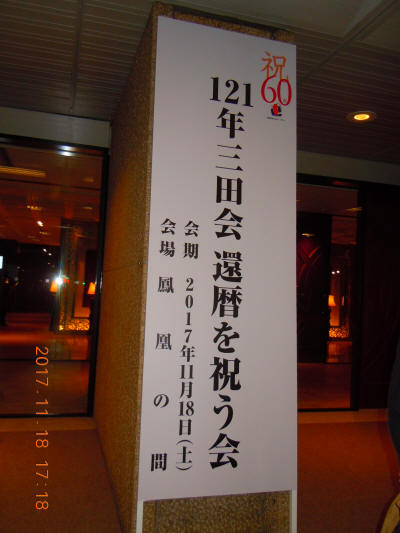 祝
60
121年三田会 還暦を祝う会
会期 2017年11月18日(土)
会場 鳳凰の間
2017.11.18 17:18